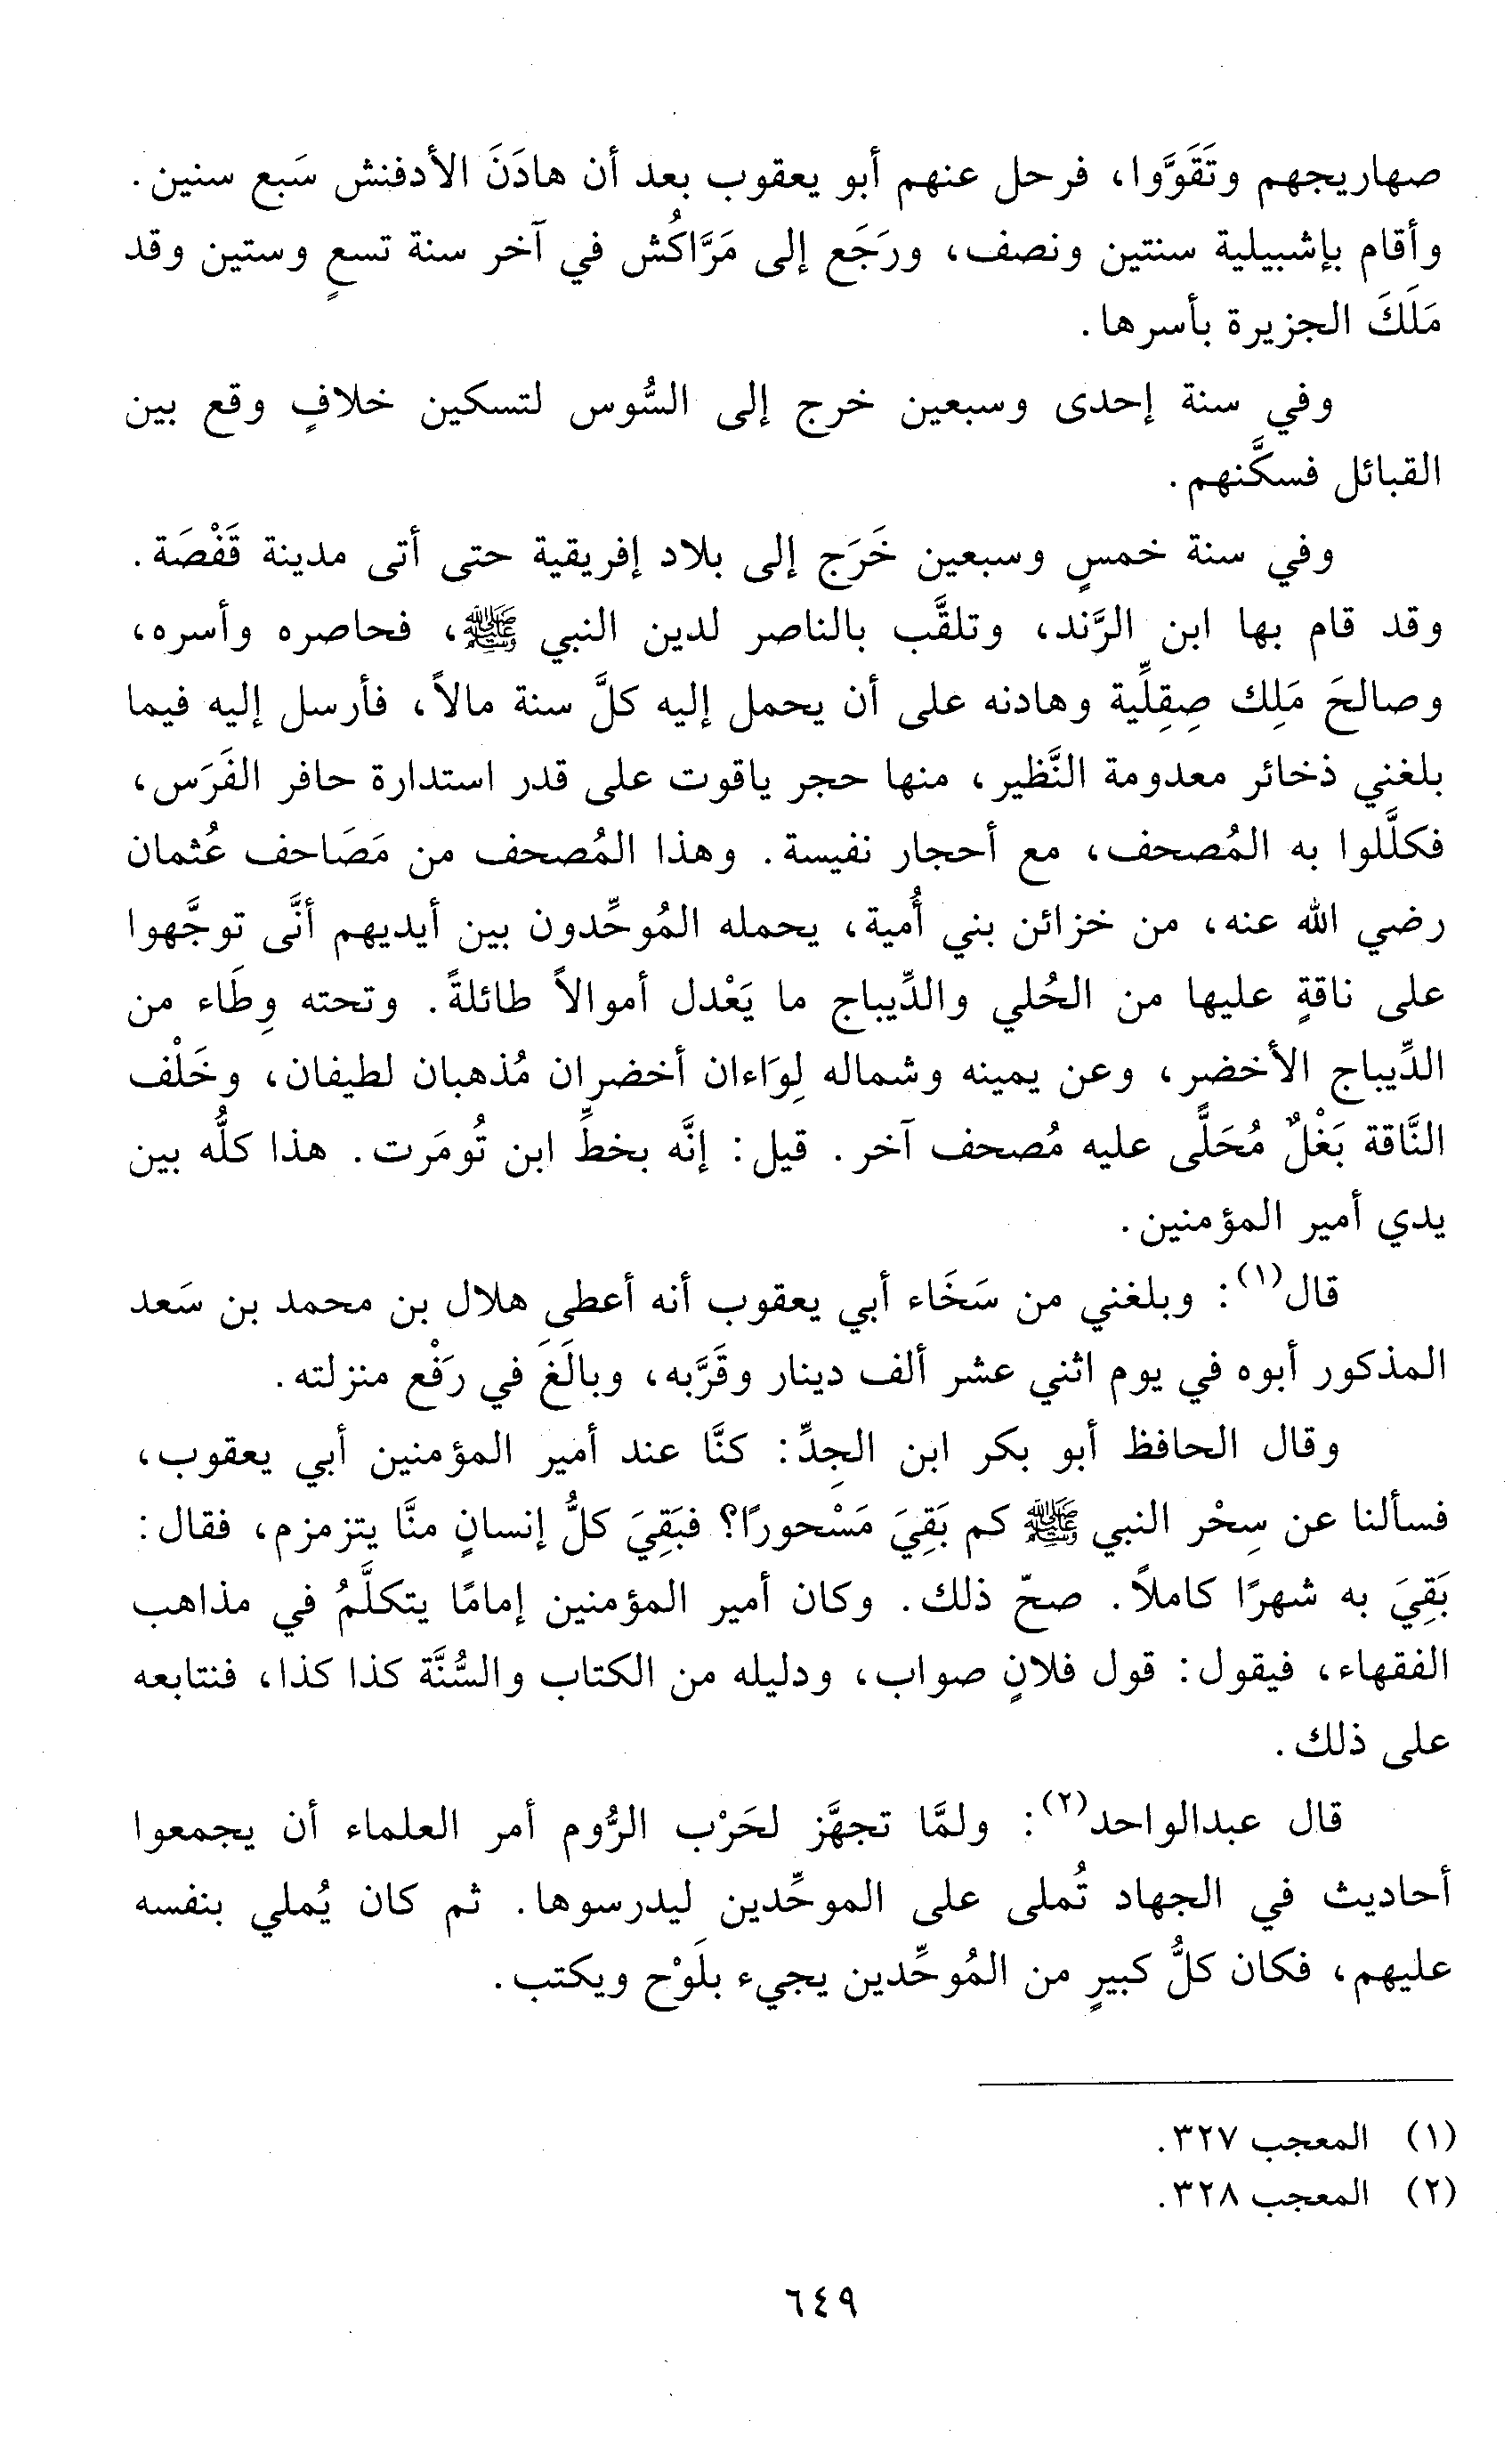 صهاريجهم وتَقَوَّوا، فرحل عنهم أبو يعقوب بعد أن هادَنَ الأدفنش سَبع سنين.
وأقام بإشبيلية سنتين ونصف، ورَجَع إلى مَرَّاكُش في آخر سنة تسعٍ وستين وقد
مَلَكَ الجزيرة بأسرها.
وفي سنة إحدى وسبعين خرج إلى السُّوس لتسكين خلافٍ وقع بين
القبائل فسكَّنهم.
وفي سنة خمسٍ وسبعين خَرَج إلى بلاد إفريقية حتى أتى مدينة قَفْصَة.
وقد قام بها ابن الرَّند، وتلقَّب بالناصر لدين النبي ﷺ، فحاصره وأسره،
وصالحَ مَلِك صِقِلِّية وهادنه على أن يحمل إليه كلَّ سنة مالاً، فأرسل إليه فيما
بلغني ذخائر معدومة النَّظير، منها حجر ياقوت على قدر استدارة حافر الفَرَس،
فكلَّلوا به المُصحف، مع أحجار نفيسة. وهذا المُصحف من مَصَاحف عُثمان
رضي الله عنه، من خزائن بني أُمية، يحمله المُوحِّدون بين أيديهم أنَّى توجَّهوا
على ناقةٍ عليها من الحُلي والدِّيباج ما يَعْدل أموالاً طائلةً. وتحته وِطَاء من
الدِّيباج الأخضر، وعن يمينه وشماله لِوَاءان أخضران مُذهبان لطيفان، وخَلْف
النَّاقة بَغْلٌ مُحَلًّى عليه مُصحف آخر. قيل: إنَّه بخطِّ ابن تُومَرت. هذا كلُّه بين
يدي أمير المؤمنين.
قال(١): وبلغني من سَخَاء أبي يعقوب أنه أعطى هلال بن محمد بن سَعد
المذكور أبوه في يوم اثني عشر ألف دينار وقَرَّبه، وبالَغَ في رَفْع منزلته.
وقال الحافظ أبو بكر ابن الجِدِّ: كنَّا عند أمير المؤمنين أبي يعقوب،
فسألنا عن سِحْر النبي ﷺ كم بَقِيَ مَسْحورًا؟ فبَقِيَ كلُّ إنسانٍ منَّا يتزمزم، فقال:
بَقِيَ به شهرًا كاملاً. صحّ ذلك. وكان أمير المؤمنين إمامًا يتكلَّمُ في مذاهب
الفقهاء، فيقول: قول فلانٍ صواب، ودليله من الكتاب والسُّنَّة كذا كذا، فنتابعه
على ذلك.
قال عبدالواحد(٢): ولمَّا تجهَّز لحَرْب الرُّوم أمر العلماء أن يجمعوا
أحاديث في الجهاد تُملى على الموحِّدين ليدرسوها. ثم كان يُملي بنفسه
عليهم، فكان كلُّ كبيرٍ من المُوحِّدين يجيء بلَوْح ويكتب.
(١) المعجب ٣٢٧.
(٢) المعجب ٣٢٨.
٦٤٩